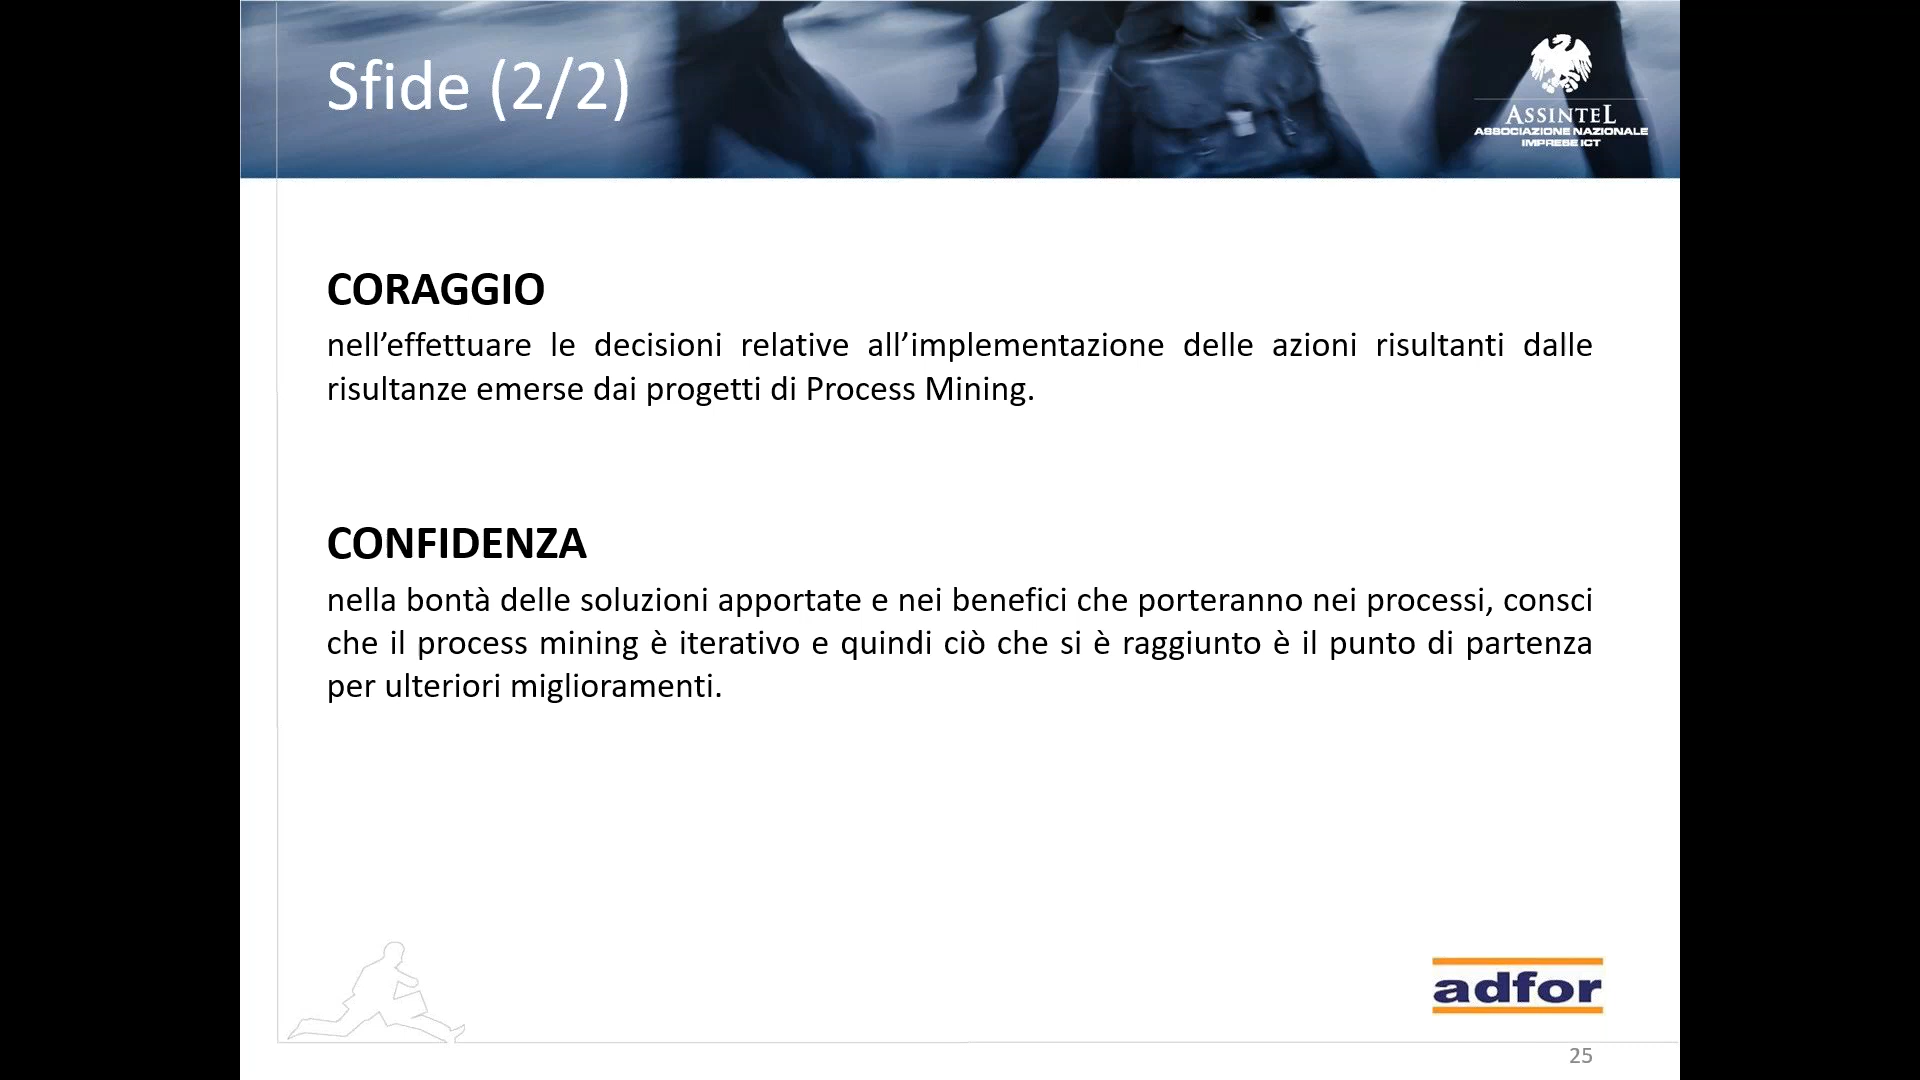 Sfide (2/2)
ASSINTEL
ASSOCIAZIONE NAZIONALE
IMPRESE ICT
CORAGGIO
nell’effettuare le decisioni relative all’implementazione delle azioni risultanti dalle
risultanze emerse dai progetti di Process Mining.
CONFIDENZA
nella bontà delle soluzioni apportate e nei benefici che porteranno nei processi, consci
che il process mining è iterativo e quindi ciò che si è raggiunto è il punto di partenza
per ulteriori miglioramenti.
adfor
25